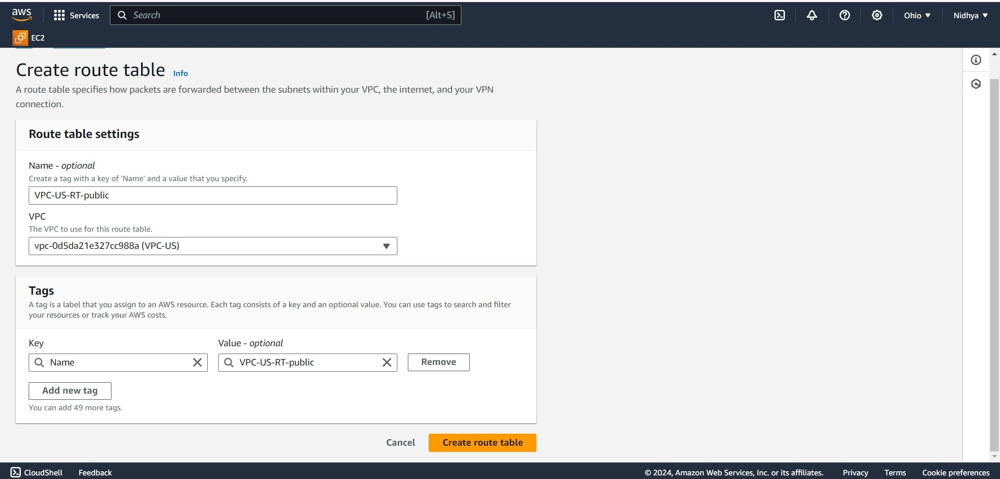 aws
Services
Search
[Alt+S]
Ohio
Nidhya
EC2
Create route table Info
A route table specifies how packets are forwarded between the subnets within your VPC, the internet, and your VPN
connection.
Route table settings
Name - optional
Create a tag with a key of 'Name' and a value that you specify.
VPC-US-RT-public
VPC
The VPC to use for this route table.
vpc-0d5da21e327cc988a (VPC-US)
Tags
A tag is a label that you assign to an AWS resource. Each tag consists of a key and an optional value. You can use tags to search and filter
your resources or track your AWS costs.
Key
Value - optional
Name
VPC-US-RT-public
Remove
Add new tag
You can add 49 more tags.
Cancel
Create route table
CloudShell
Feedback
© 2024, Amazon Web Services, Inc. or its affiliates.
Privacy
Terms
Cookie preferences